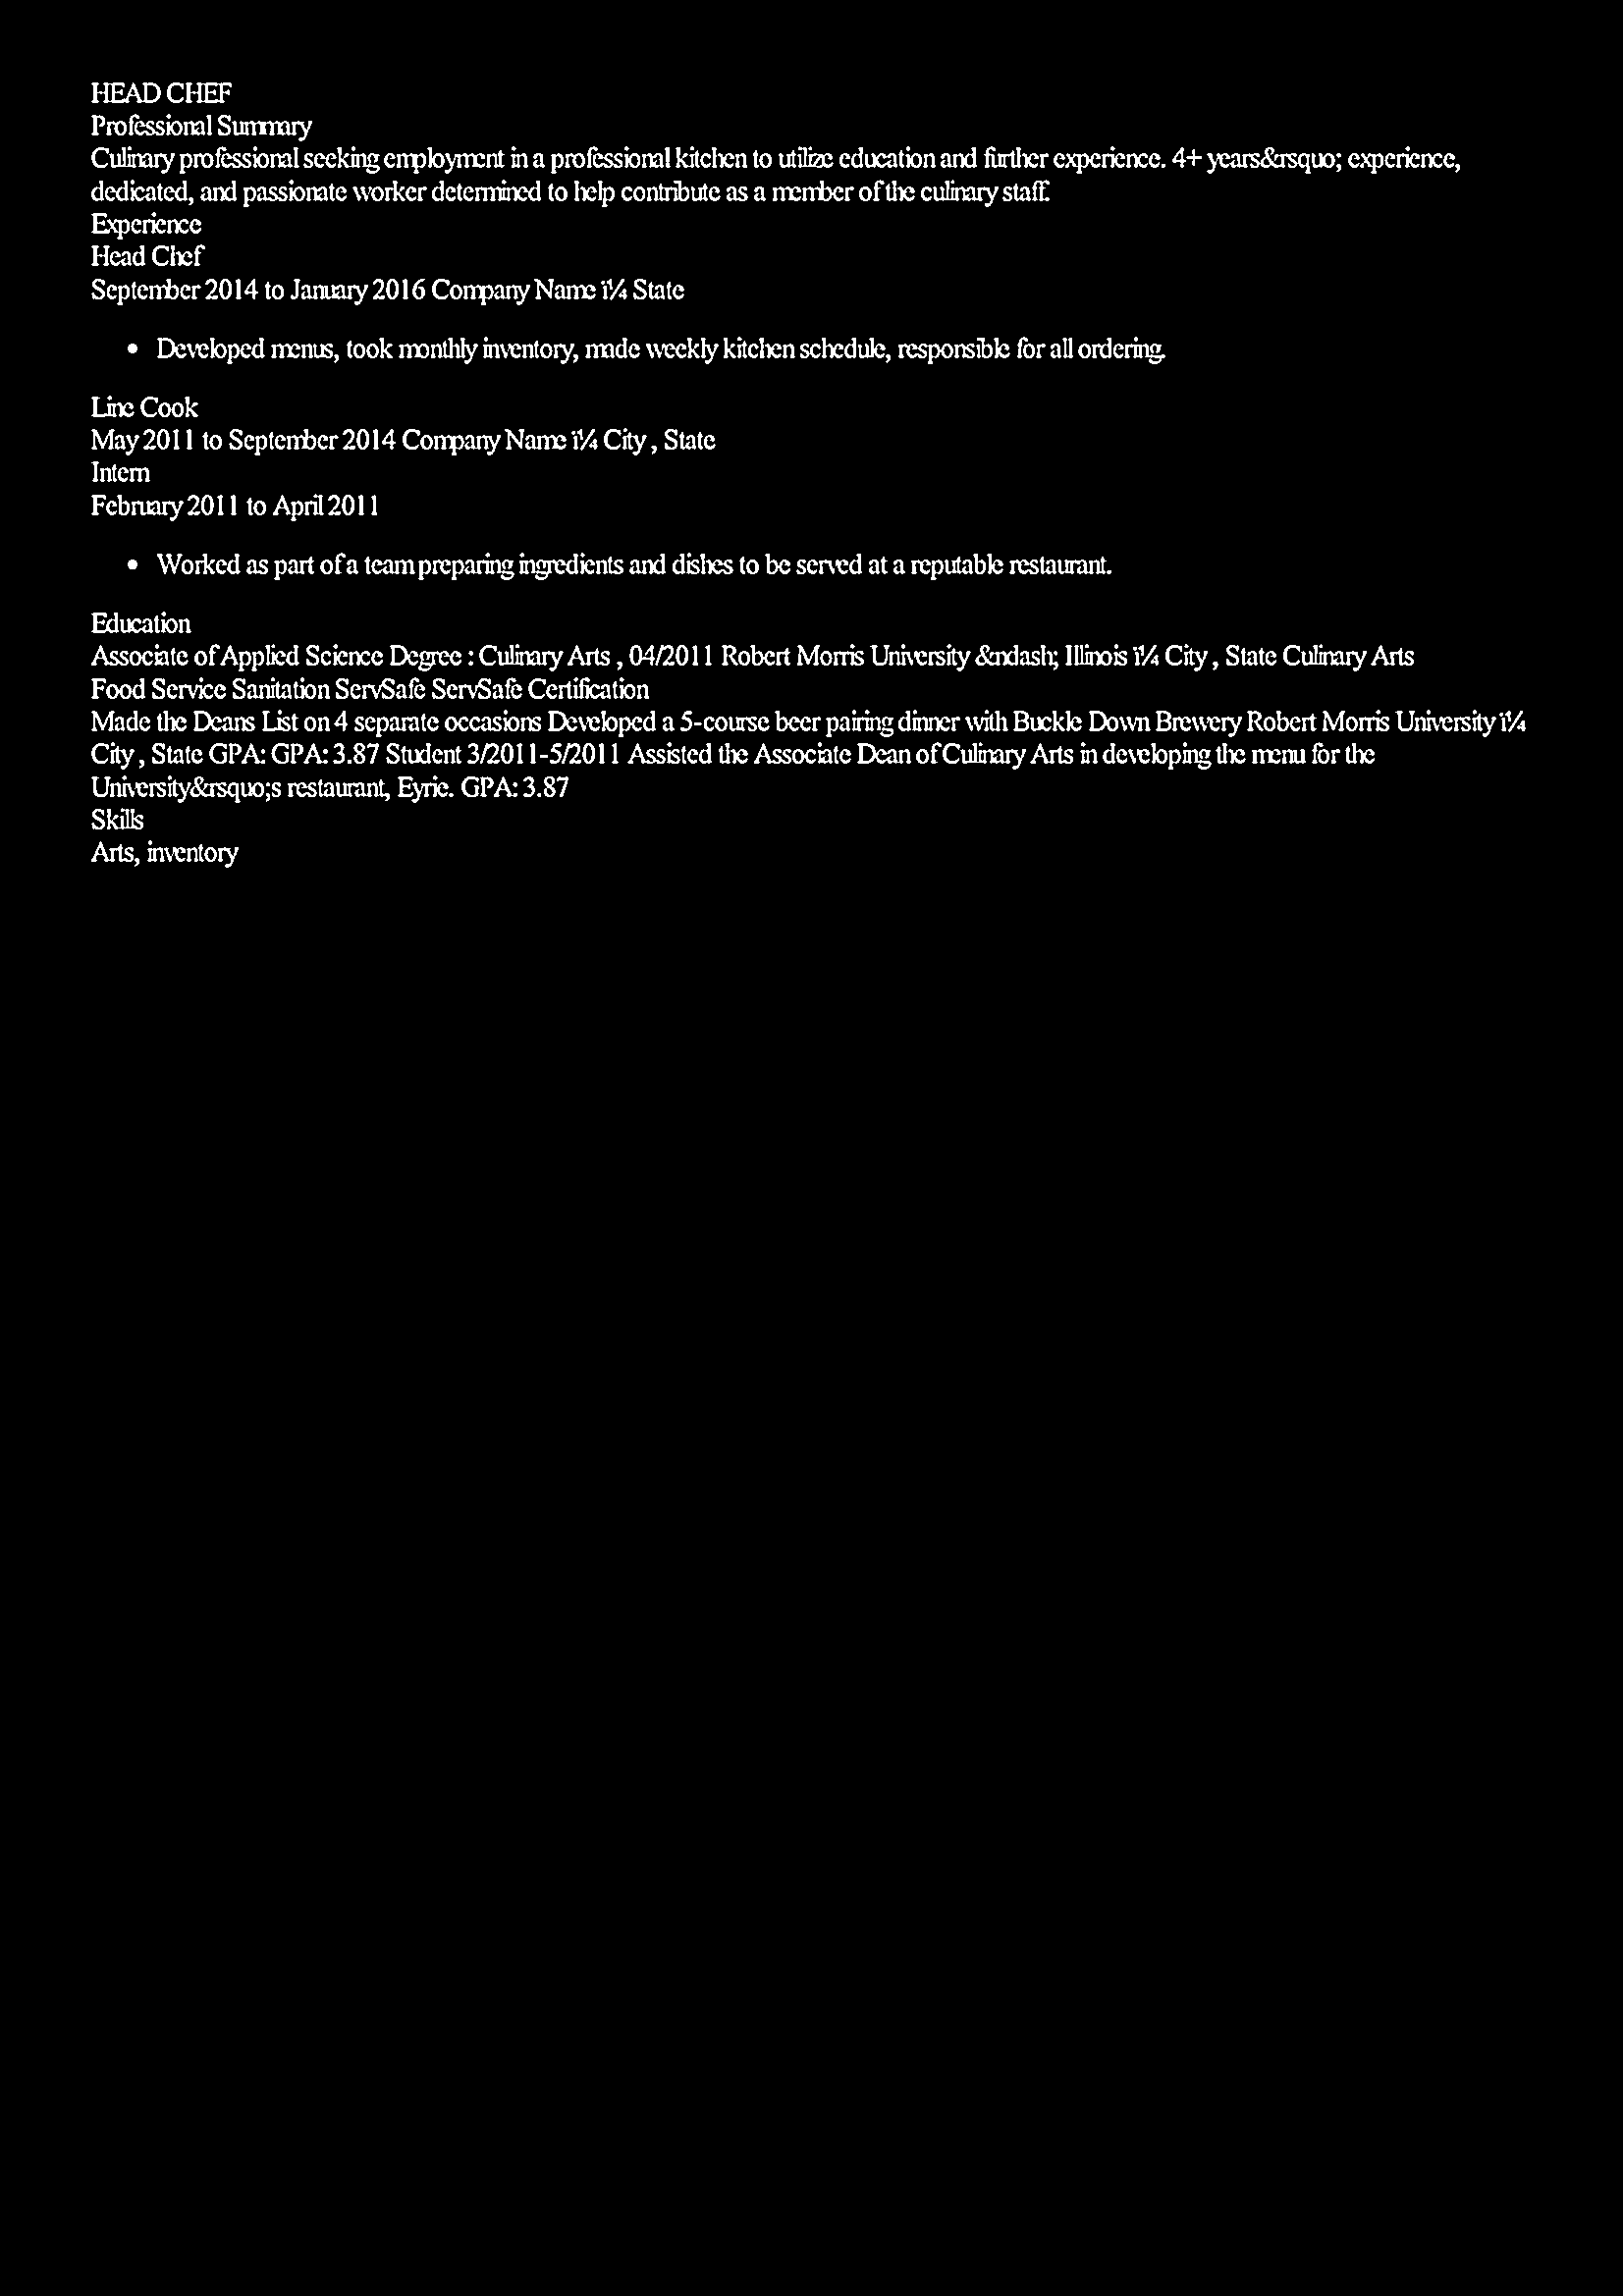 HEAD CHEF
Professional Summary
Culinary professional seeking employment in a professional kitchen to utilize education and further experience. 4+ years&rsquo; experience,
dedicated, and passionate worker determined to help contribute as a member of the culinary staff.
Experience
Head Chef
September 2014 to January 2016 Company Name ï¼ State
• Developed menus, took monthly inventory, made weekly kitchen schedule, responsible for all ordering.
Line Cook
May 2011 to September 2014 Company Name ï¼ City , State
Intern
February 2011 to April 2011
• Worked as part of a team preparing ingredients and dishes to be served at a reputable restaurant.
Education
Associate of Applied Science Degree : Culinary Arts , 04/2011 Robert Morris University &ndash; Illinois ï¼ City , State Culinary Arts
Food Service Sanitation ServSafe ServSafe Certification
Made the Deans List on 4 separate occasions Developed a 5-course beer pairing dinner with Buckle Down Brewery Robert Morris University ï¼
City , State GPA: GPA: 3.87 Student 3/2011-5/2011 Assisted the Associate Dean of Culinary Arts in developing the menu for the
University&rsquo;s restaurant, Eyrie. GPA: 3.87
Skills
Arts, inventory